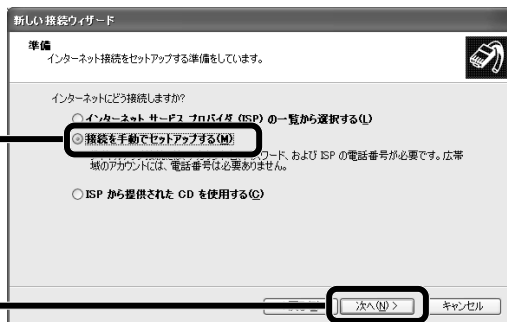 新しい接続ウィザード
準備
インターネット接続をセットアップする準備をしています。
インターネットにどう接続しますか?
インターネット サービス プロバイダ (ISP) の一覧から選択する(L)
接続を手動でセットアップする(M)
ワード、および ISP の電話番号が必要です。広帯
域のアカウントには、電話番号は必要ありません。
ISP から提供された CD を使用する(C)
次へ(N) >
キャンセル